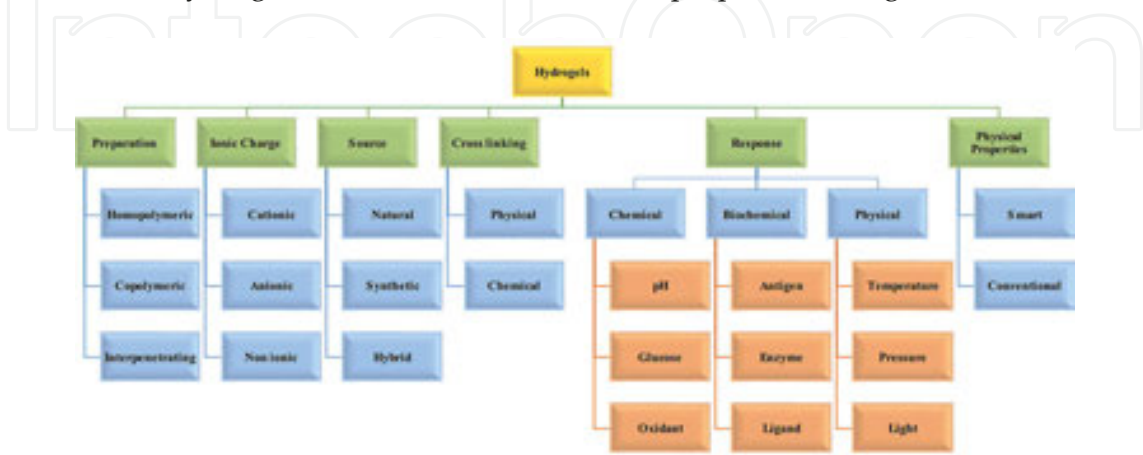 Hydrogels
Preparation
Ionic Charge
Source
Cross linking
Response
Physical
Properties
Homopolymeric
Cationic
Natural
Physical
Chemical
Biochemical
Physical
Smart
Copolymeric
Anionic
Synthetic
Chemical
pH
Antigen
Temperature
Conventional
Interpenetrating
Non ionic
Hybrid
Glucose
Enzyme
Pressure
Oxidant
Ligand
Light